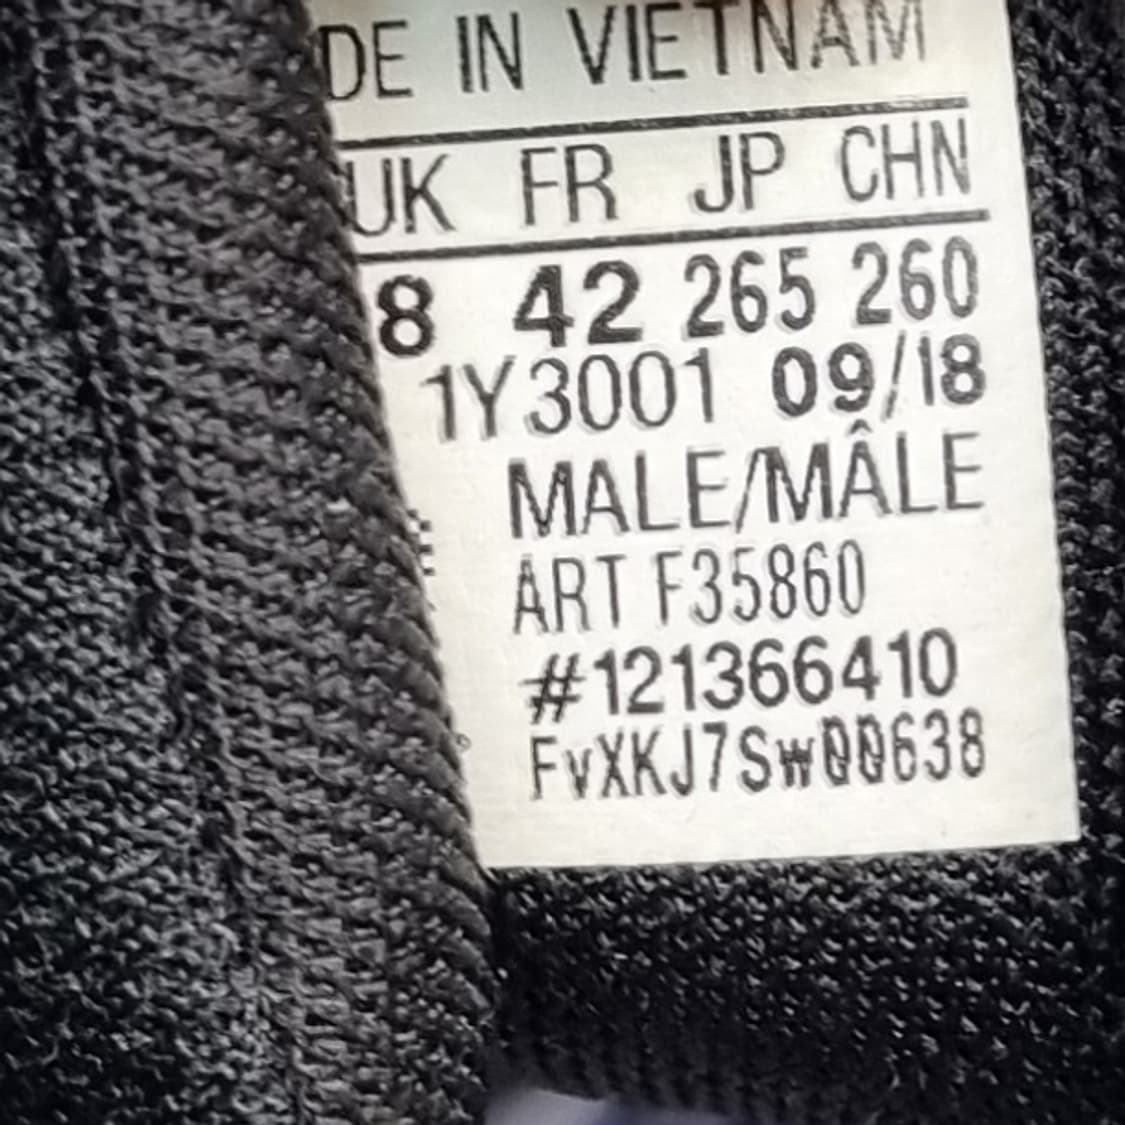 DE IN VIETNAM
UK FR JP CHN
8 42 265 260
1Y3001 09/18
MALE/MÂLE
ART F35860
#121366410
FvXKJ7Sw00638